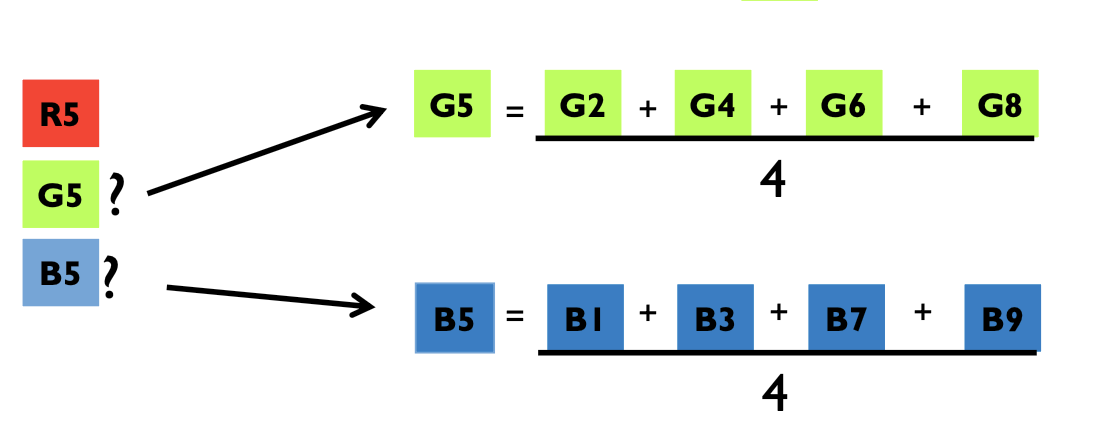 R5
G5 ?
B5 ?
G5 = G2 + G4 + G6 + G8
4
B5 = B1 + B3 + B7 + B9
4